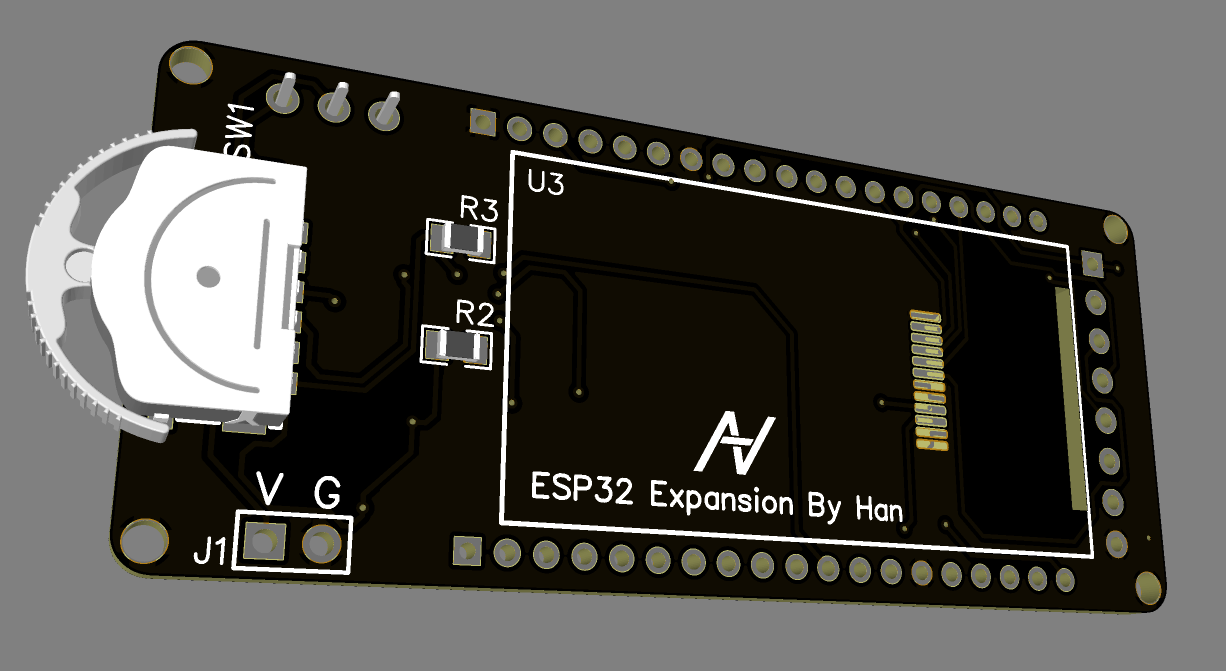 SW1
U3
R3
R2
ESP32 Expansion By Han
V G
J1